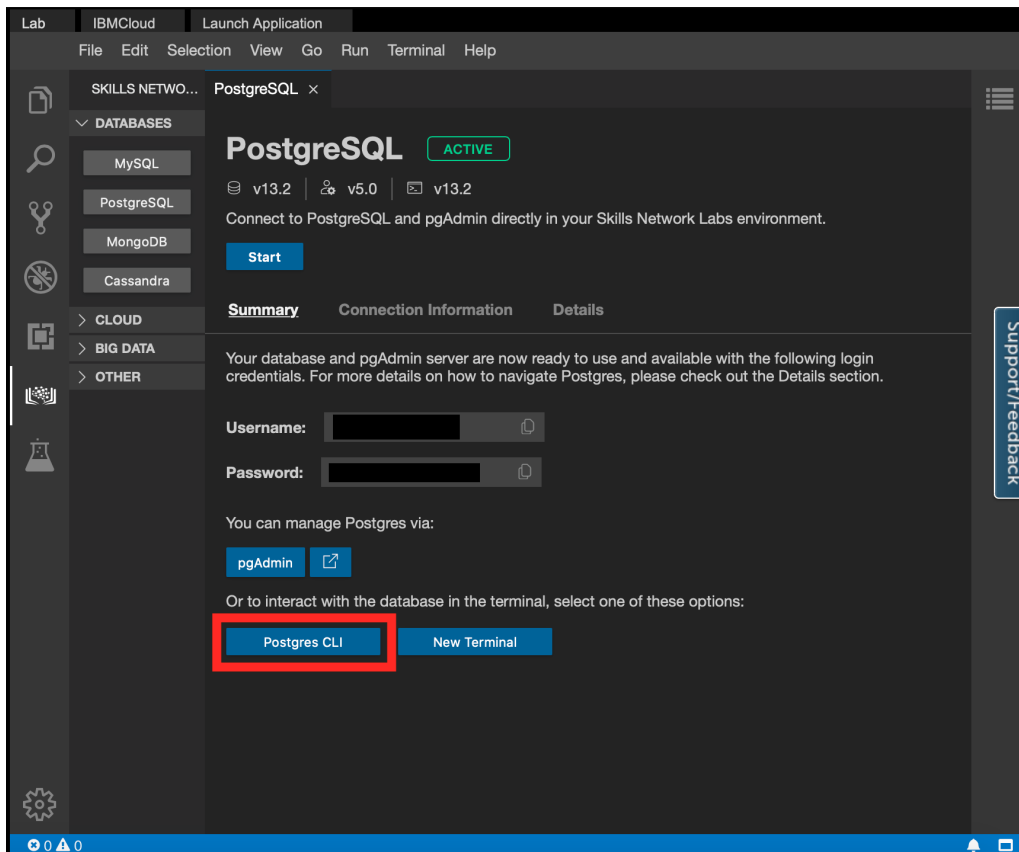 Lab IBMCloud Launch Application
File Edit Selection View Go Run Terminal Help
SKILLS NETWO... PostgreSQL ×
DATABASES
MySQL
PostgreSQL
MongoDB
Cassandra
CLOUD
BIG DATA
OTHER
PostgreSQL ACTIVE
v13.2 v5.0 v13.2
Connect to PostgreSQL and pgAdmin directly in your Skills Network Labs environment.
Start
Summary Connection Information Details
Your database and pgAdmin server are now ready to use and available with the following login
credentials. For more details on how to navigate Postgres, please check out the Details section.
Username:
Password:
You can manage Postgres via:
pgAdmin
Or to interact with the database in the terminal, select one of these options:
Postgres CLI New Terminal
Support/Feedback
0 0